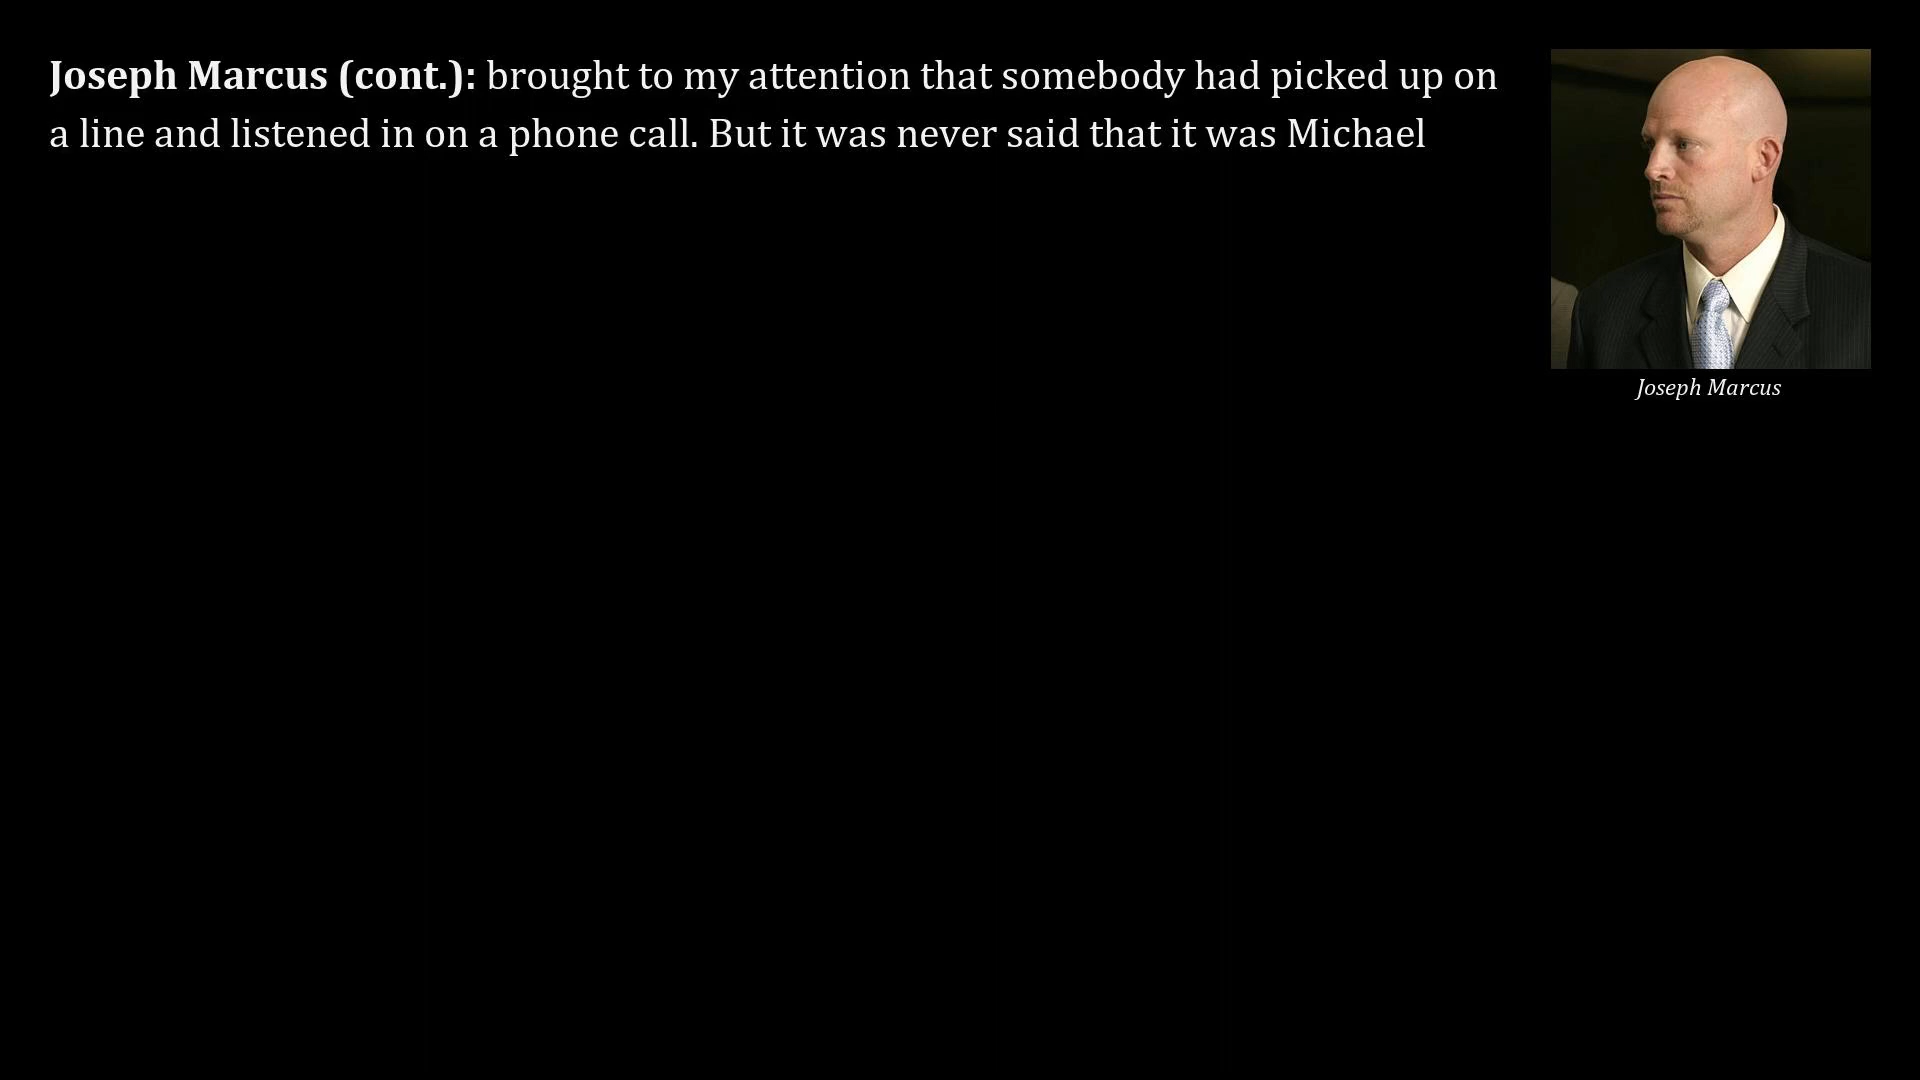 Joseph Marcus (cont.): brought to my attention that somebody had picked up on
a line and listened in on a phone call. But it was never said that it was Michael
Joseph Marcus